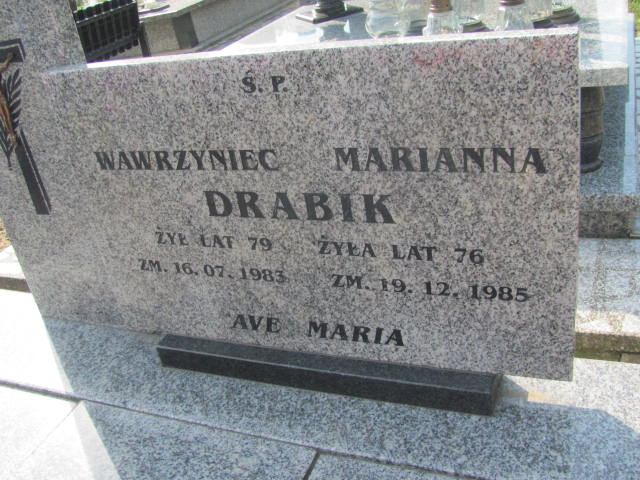 Ś. P.
WAWRZYNIEC MARIANNA
DRABIK
ŻYŁ LAT 79 ŻYŁA LAT 76
ZM. 16.07.1983 ZM. 19.12.1985
AVE MARIA